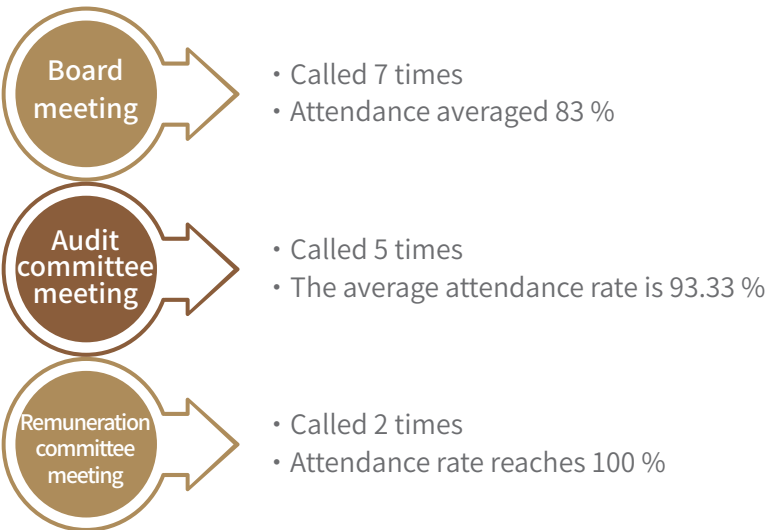 Board
meeting
・Called 7 times
・Attendance averaged 83 %
Audit
committee
meeting
・Called 5 times
・The average attendance rate is 93.33 %
Remuneration
committee
meeting
・Called 2 times
・Attendance rate reaches 100 %